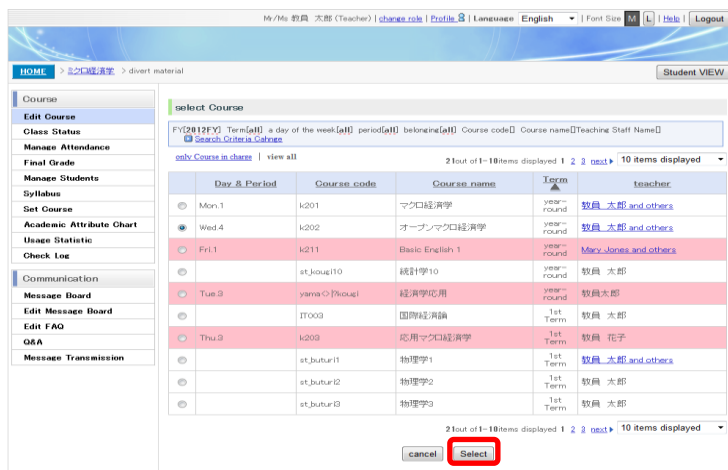 Mr/Ms 教員 太郎 (Teacher) | change role | Profile | Language English | Font Size M L | Help | Logout
HOME > ミクロ経済学 > divert material
Student VIEW
Course
Edit Course
Class Status
Manage Attendance
Final Grade
Manage Students
Syllabus
Set Course
Academic Attribute Chart
Usage Statistic
Check Log
Communication
Message Board
Edit Message Board
Edit FAQ
Q&A
Message Transmission
select Course
FY[2012FY] Term[all] a day of the week[all] period[all] belonging[all] Course code[] Course name[]Teaching Staff Name[]
Search Criteria Cahnge
only Course in charge | view all
21out of1-10items displayed 1 2 3 next 10 items displayed
Day & Period Course code Course name Term teacher
Mon.1 k201 マクロ経済学 year-round 教員 太郎 and others
Wed.4 k202 オープンマクロ経済学 year-round 教員 太郎 and others
Fri.1 k211 Basic English 1 year-round Mary Jones and others
st_kougi10 統計学10 year-round 教員 太郎
Tue.3 経済学応用 year-round 教員太郎
IT003 国際経済論 1st Term 教員 太郎
Thu.3 k203 応用マクロ経済学 1st Term 教員 花子
st_buturi1 物理学1 1st Term 教員 太郎 and others
st_buturi2 物理学2 1st Term 教員 太郎
st_buturi3 物理学3 1st Term 教員 太郎
21out of1-10items displayed 1 2 3 next 10 items displayed
cancel Select